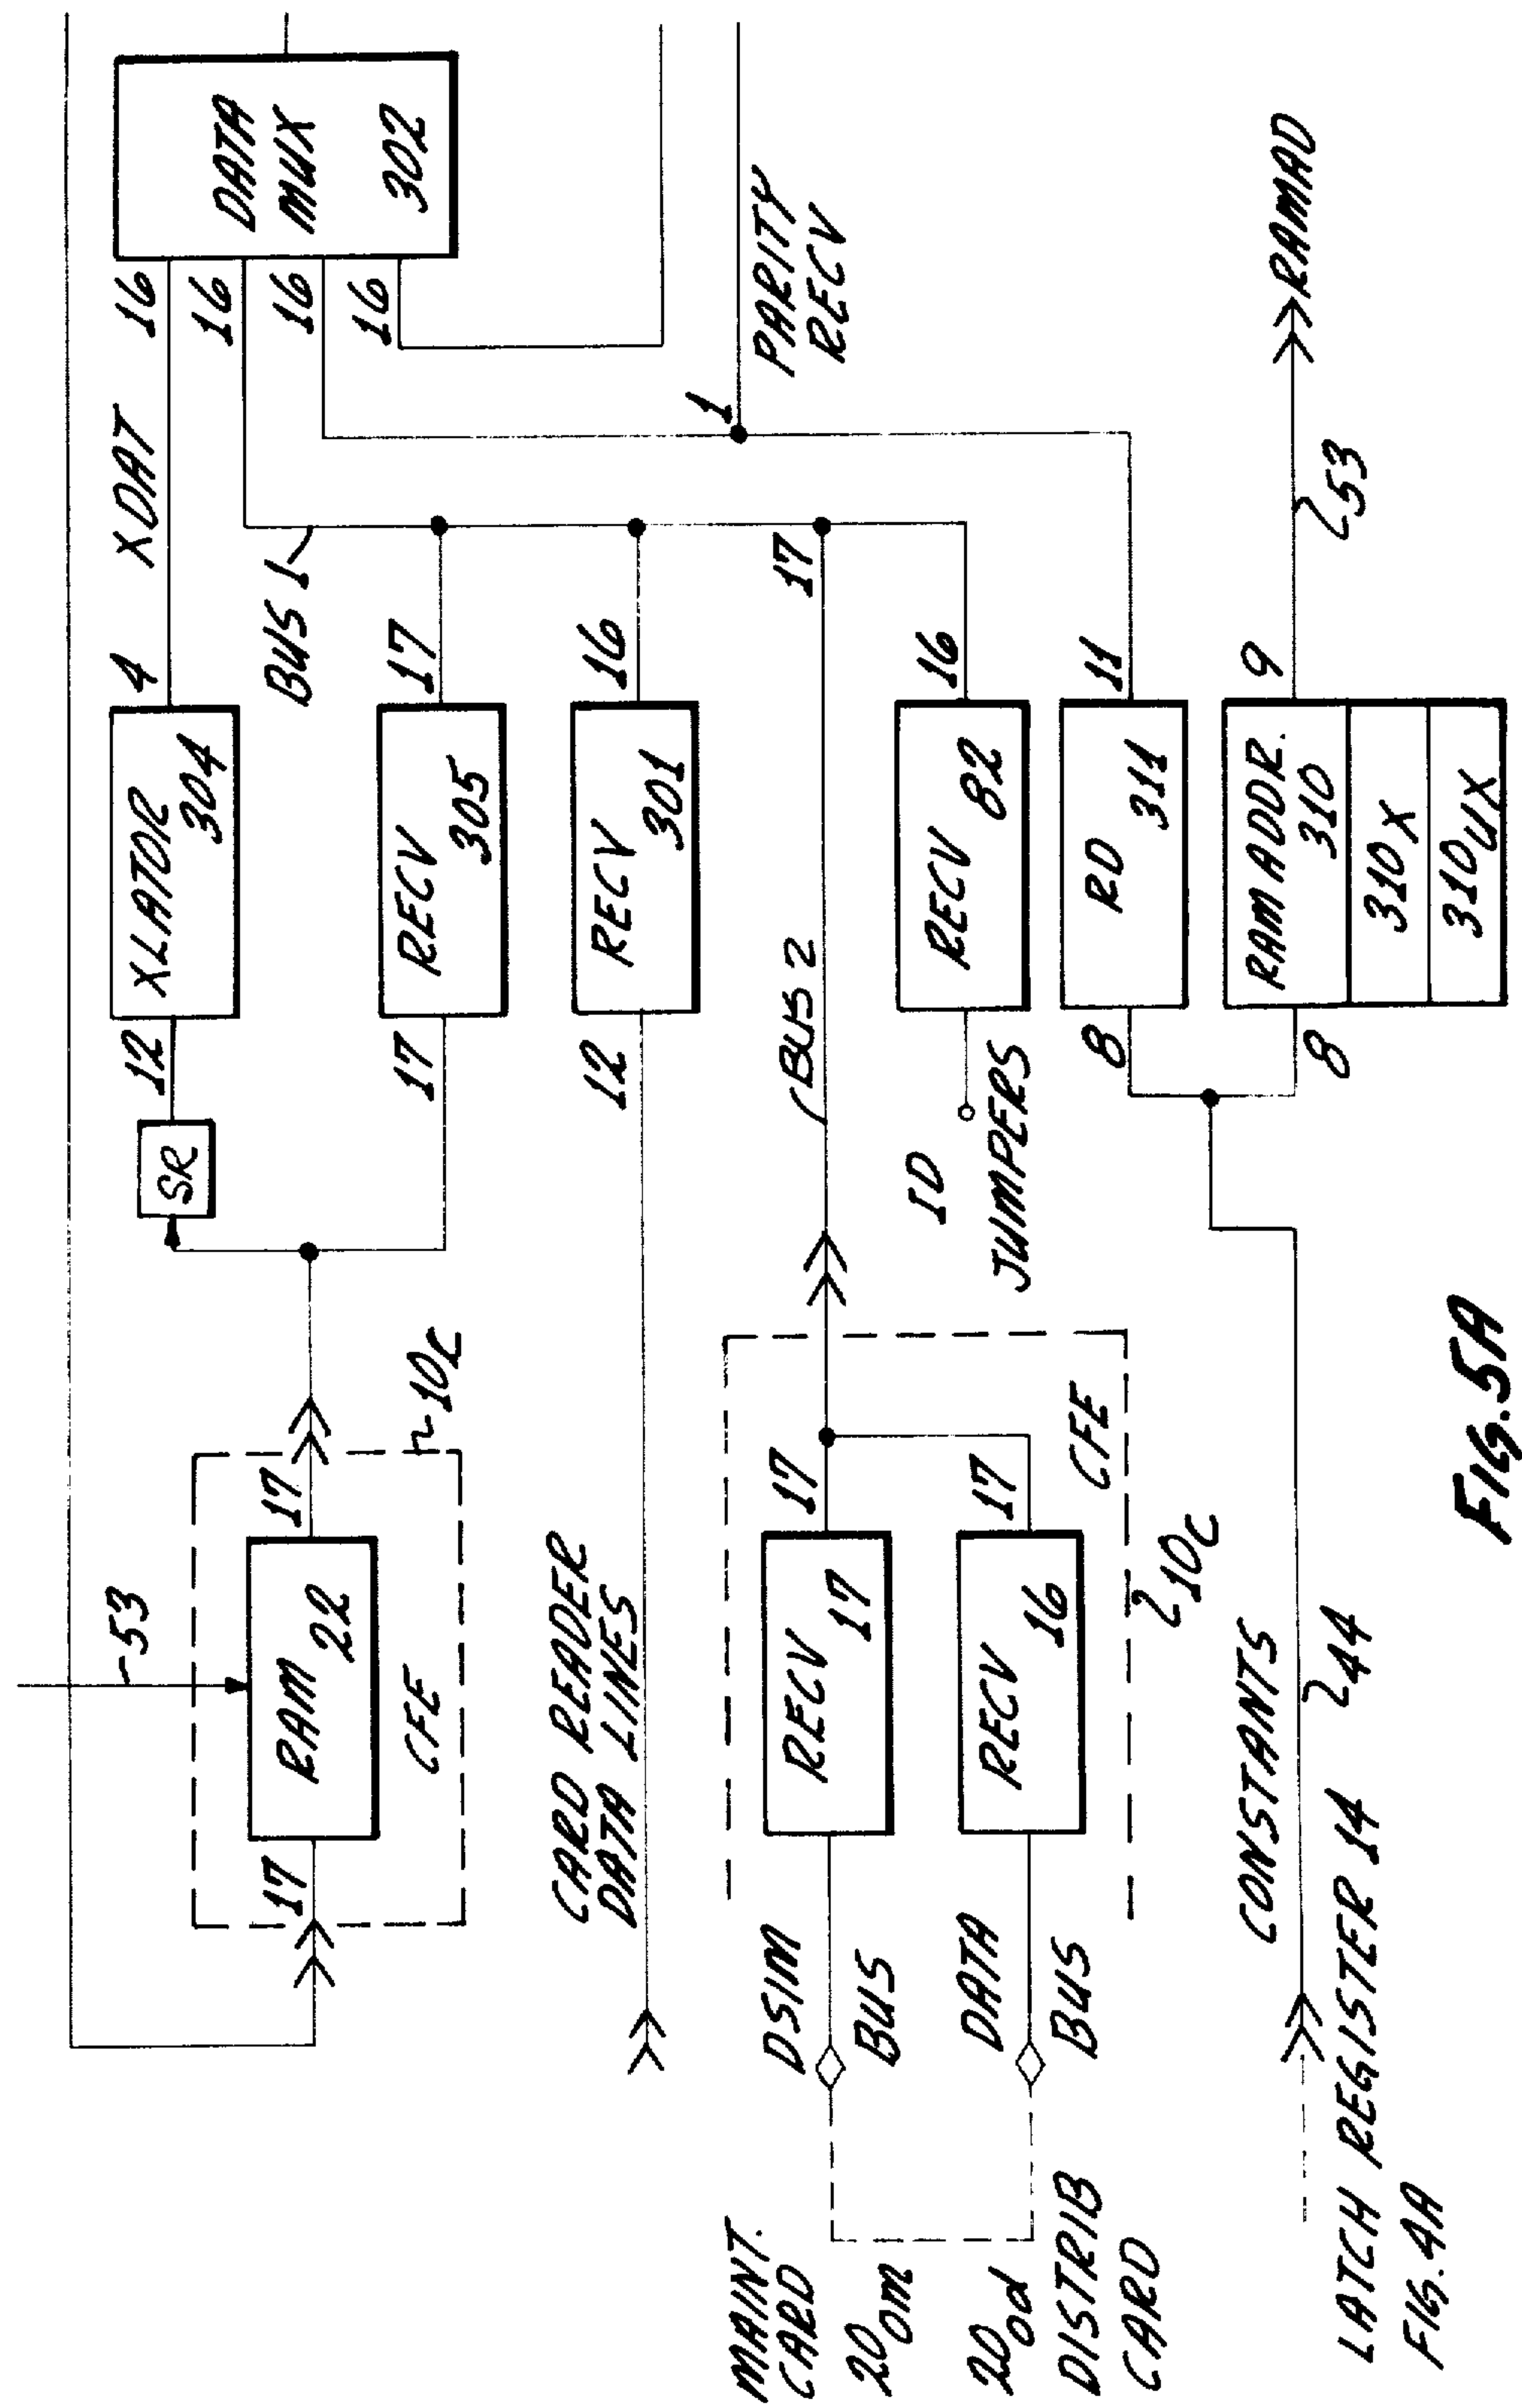 53
17
RAM
22
17
CFE
10c
SR
12
XLATOR
304
4
XDAT
16
DATA
MUX
302
16
16
16
17
RECV
305
17
BUS 1
CARD READER
DATA LINES
12
RECV
301
16
1
PARITY
RECV
MAINT.
CARD
20om
DSIM
BUS
RECV
17
17
BUS 2
17
20od
DISTRIB
CARD
DATA
BUS
RECV
16
17
CFE
10c
ID
JUMPERS
RECV
82
16
8
RD
311
11
CONSTANTS
44
LATCH REGISTER 14
FIG. 4A
8
RAM ADDR.
310
310X
310UX
9
53
RAMAD
FIG. 5A